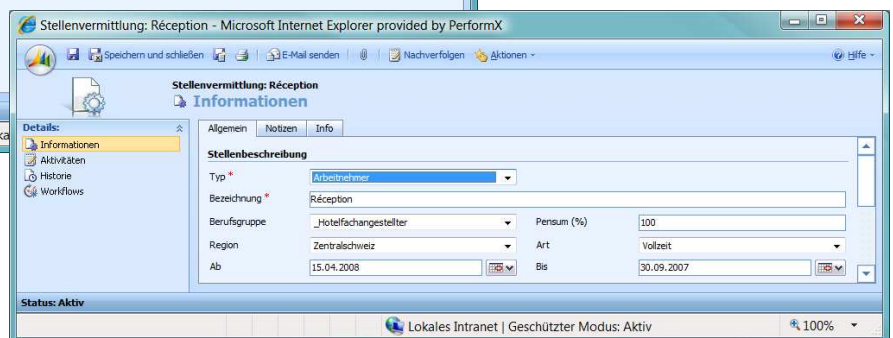 Stellenvermittlung: Réception - Microsoft Internet Explorer provided by PerformX
Speichern und schließen E-Mail senden Nachverfolgen Aktionen Hilfe
Stellenvermittlung: Réception
Informationen
Details:
Informationen
Aktivitäten
Historie
Workflows
Allgemein Notizen Info
Stellenbeschreibung
Typ * Arbeitnehmer
Bezeichnung * Réception
Berufsgruppe _Hotelfachangestellter Pensum (%) 100
Region Zentralschweiz Art Vollzeit
Ab 15.04.2008 Bis 30.09.2007
Status: Aktiv
Lokales Intranet | Geschützter Modus: Aktiv 100%